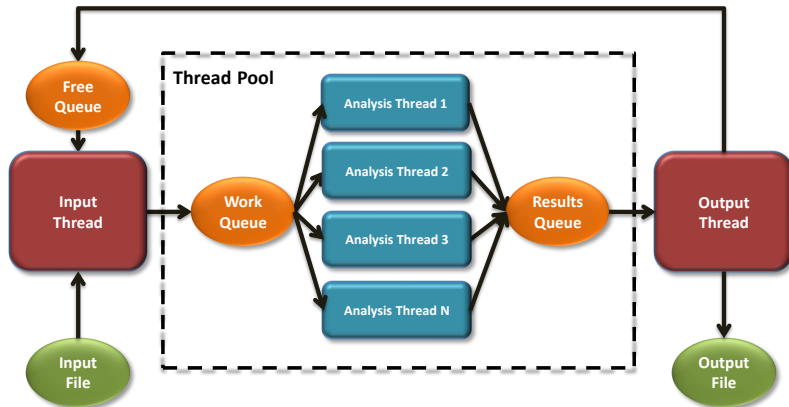 Free
Queue
Thread Pool
Analysis Thread 1
Input
Thread
Work
Queue
Analysis Thread 2
Analysis Thread 3
Analysis Thread N
Results
Queue
Output
Thread
Input
File
Output
File